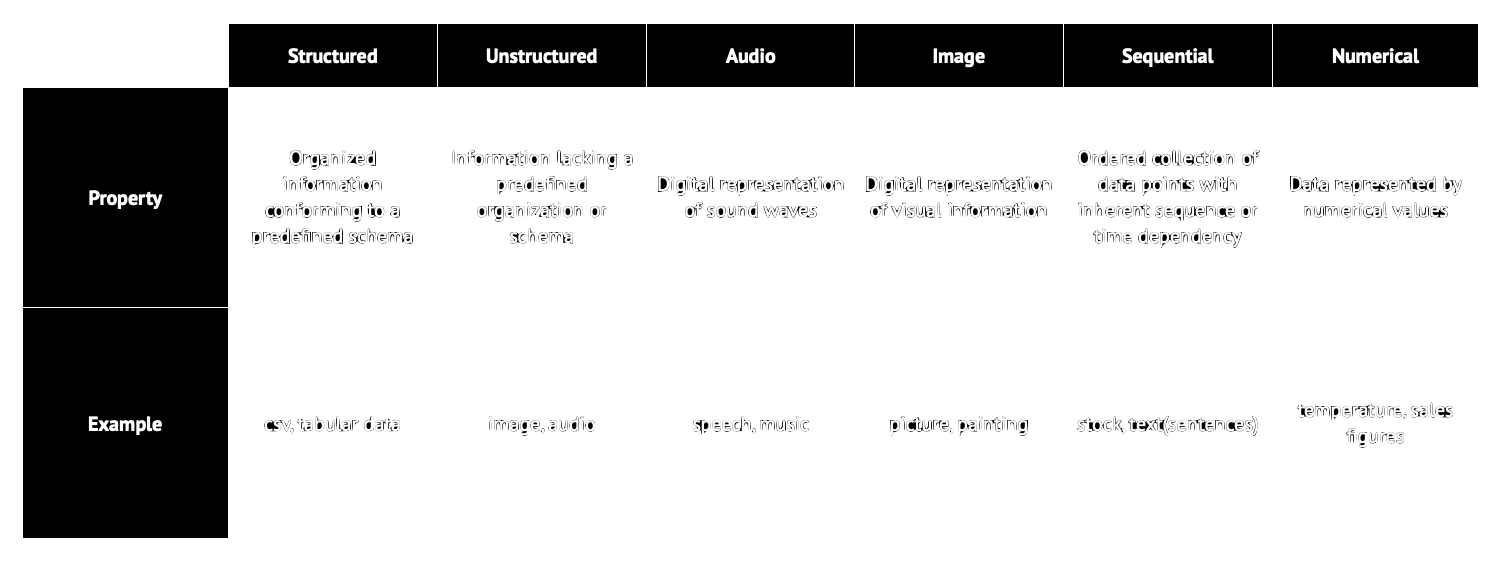 Structured Unstructured Audio Image Sequential Numerical
Property
Organized
information
conforming to a
predefined schema
Information lacking a
predefined
organization or
schema
Digital representation
of sound waves
Digital representation
of visual information
Ordered collection of
data points with
inherent sequence or
time dependency
Data represented by
numerical values
Example
csv, tabular data
image, audio
speech, music
picture, painting
stock, text(sentences)
temperature, sales
figures